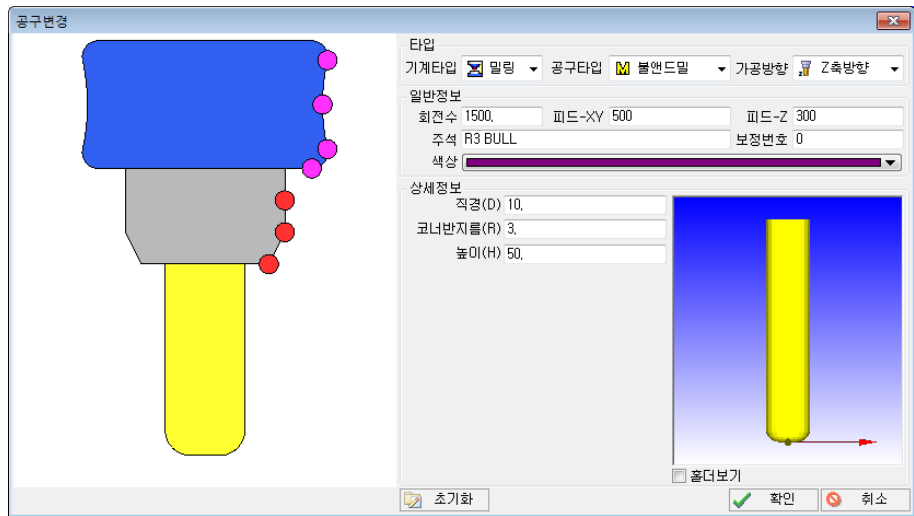 공구변경
타입
기계타입 밀링 공구타입 M 볼앤드밀 가공방향 Z Z축방향
일반정보
회전수 1500. 피드-XY 500 피드-Z 300
주석 R3 BULL 보정번호 0
색상
상세정보
직경(D) 10.
코너반지름(R) 3.
높이(H) 50.
홀더보기
초기화 확인 취소